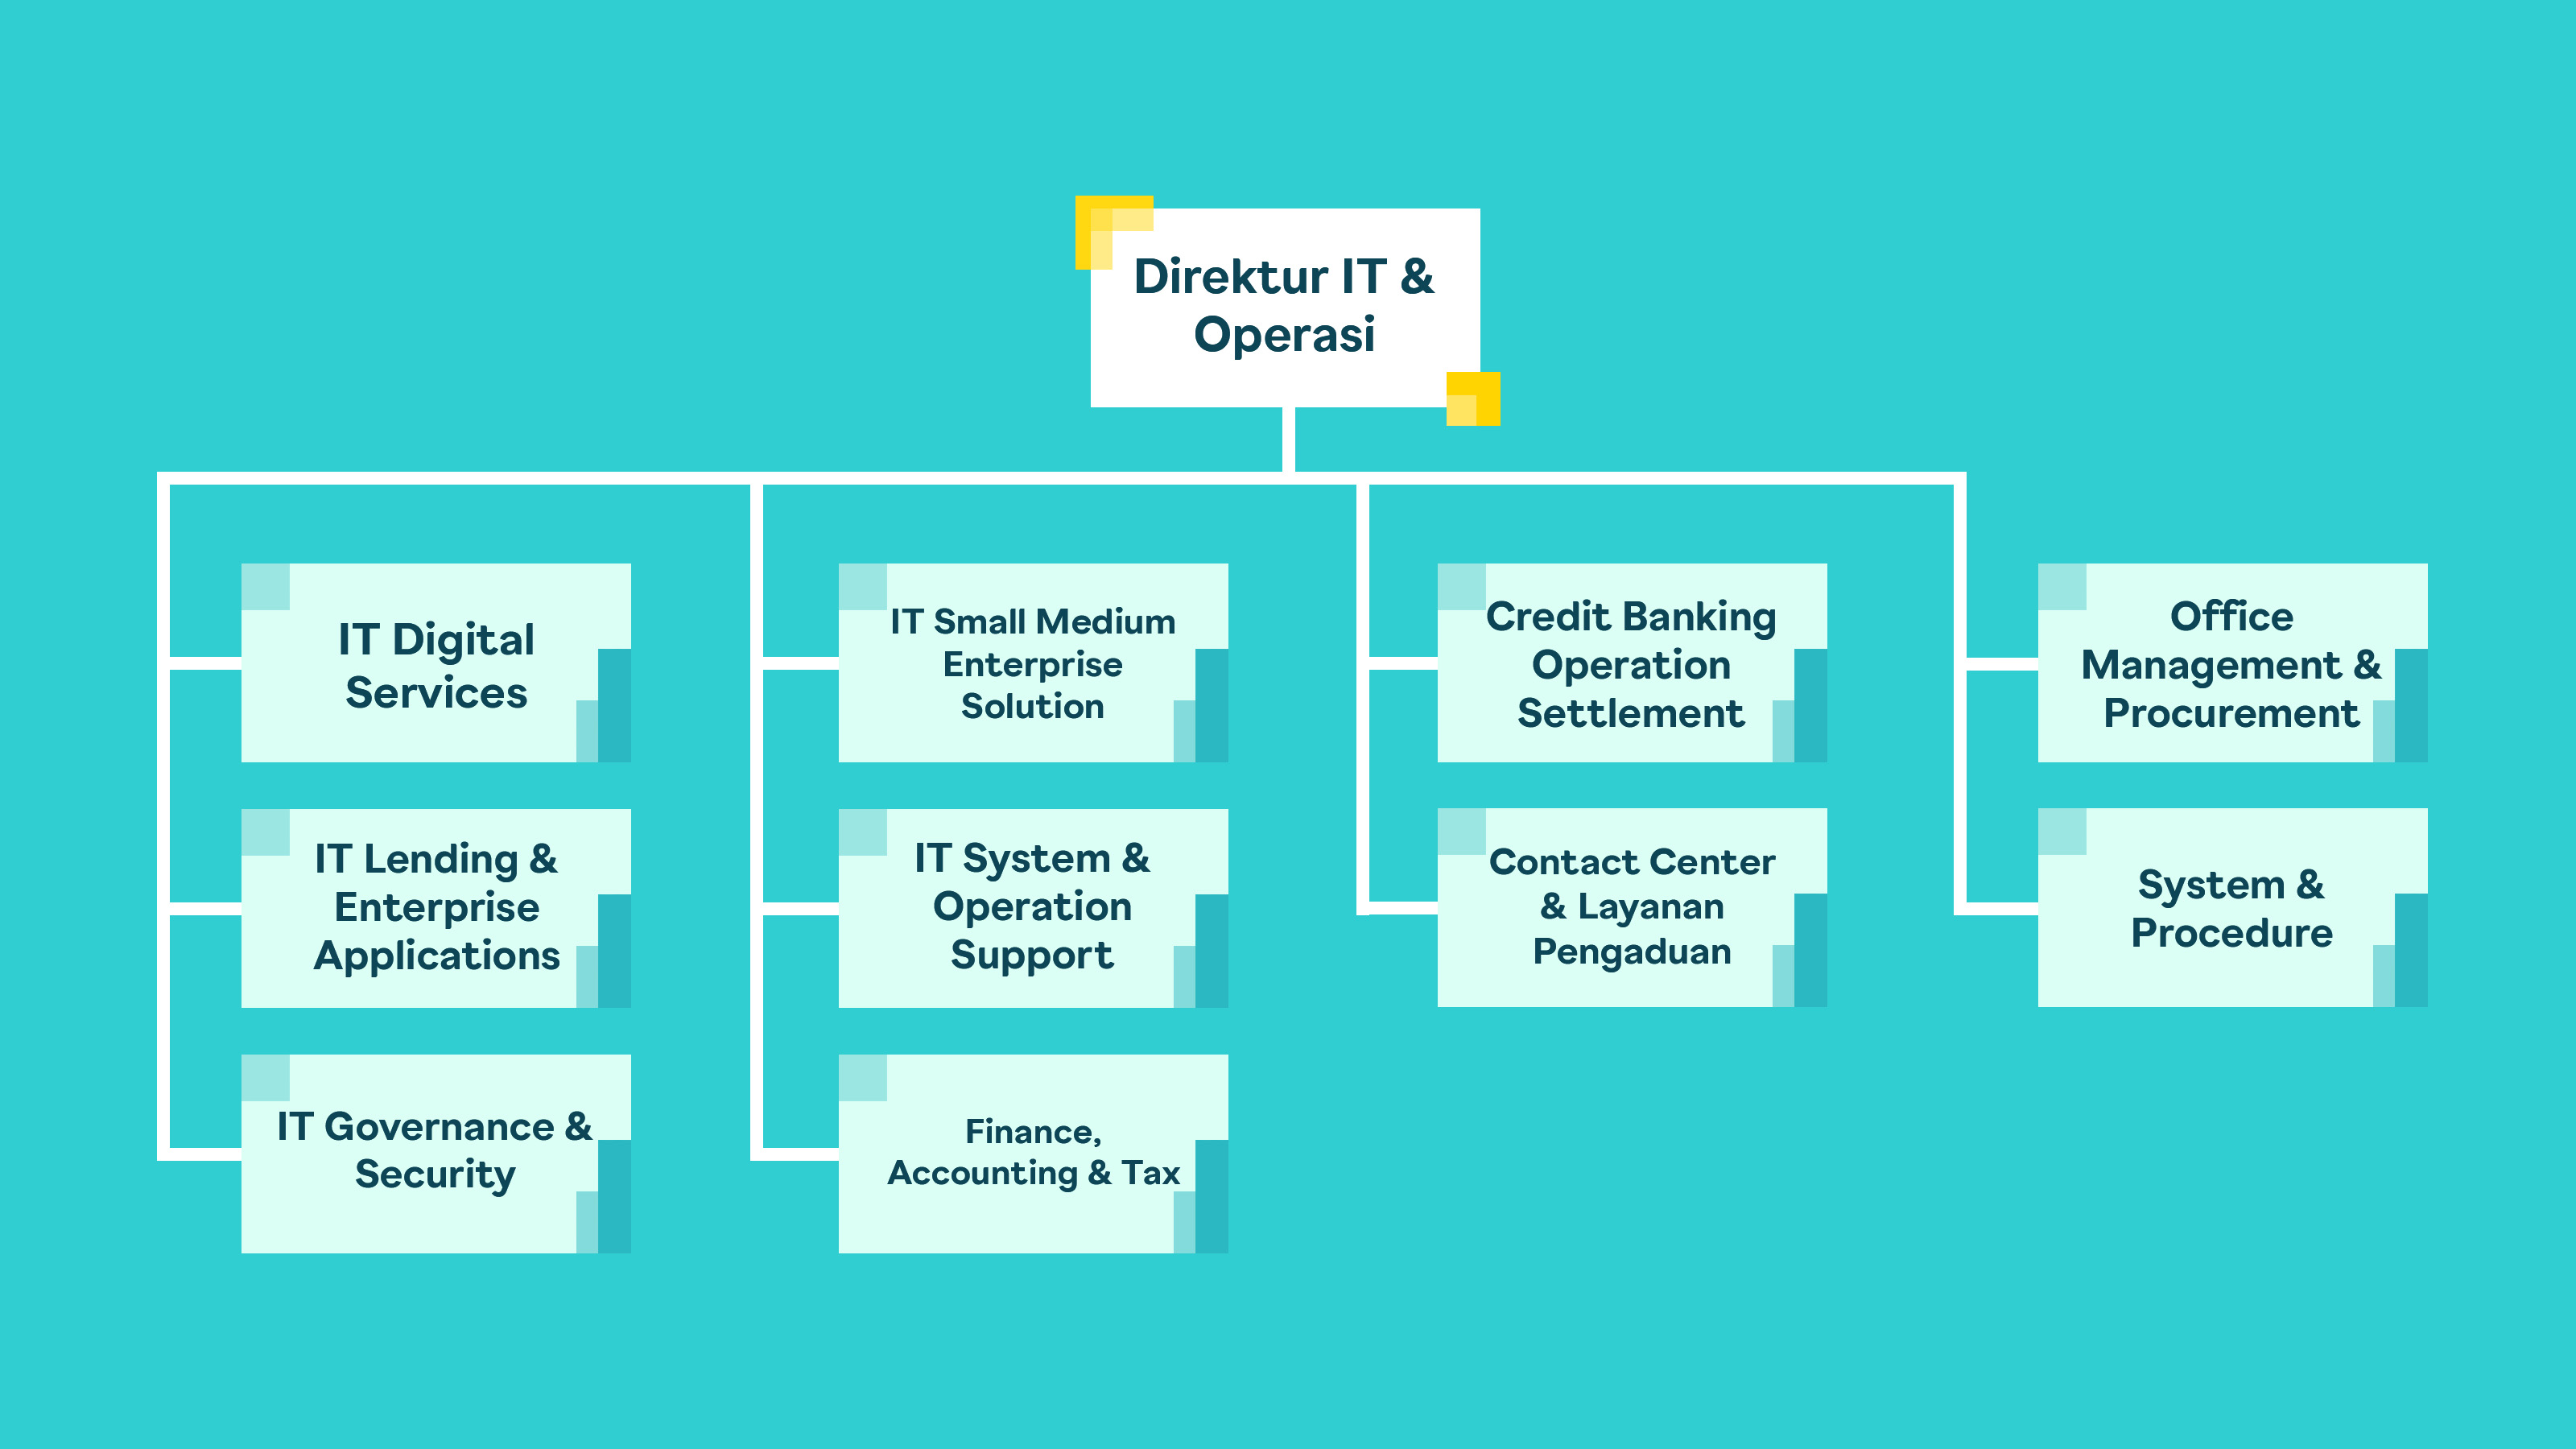 Direktur IT &
Operasi
IT Digital
Services
IT Lending &
Enterprise
Applications
IT Governance &
Security
IT Small Medium
Enterprise
Solution
IT System &
Operation
Support
Finance,
Accounting & Tax
Credit Banking
Operation
Settlement
Contact Center
& Layanan
Pengaduan
Office
Management &
Procurement
System &
Procedure